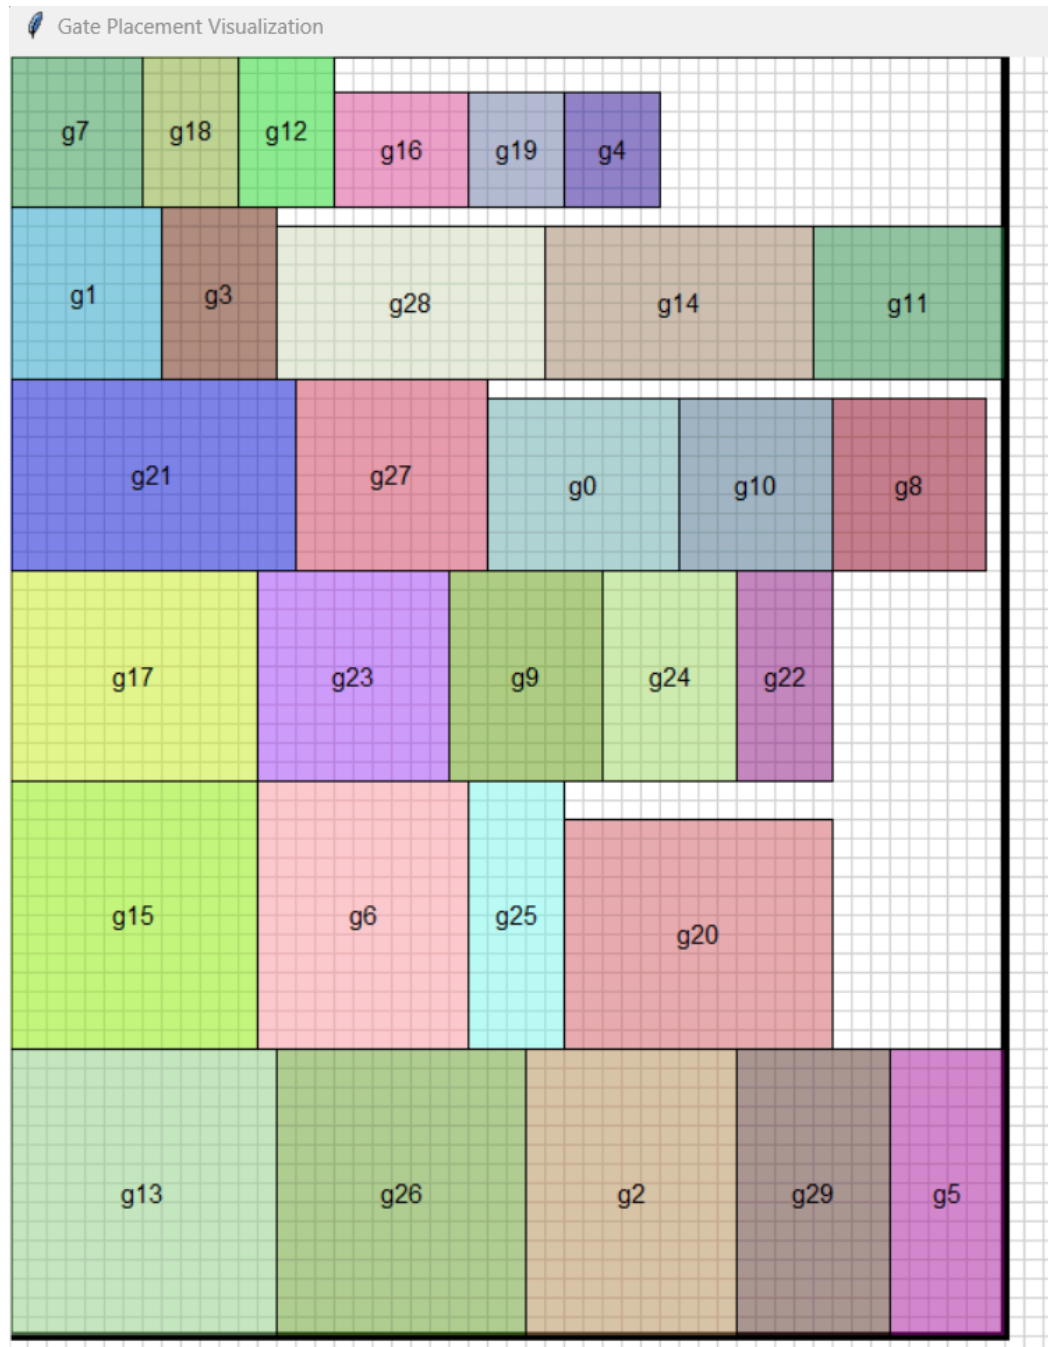 Gate Placement Visualization
g7 g18 g12 g16 g19 g4
g1 g3 g28 g14 g11
g21 g27 g0 g10 g8
g17 g23 g9 g24 g22
g15 g6 g25 g20
g13 g26 g2 g29 g5